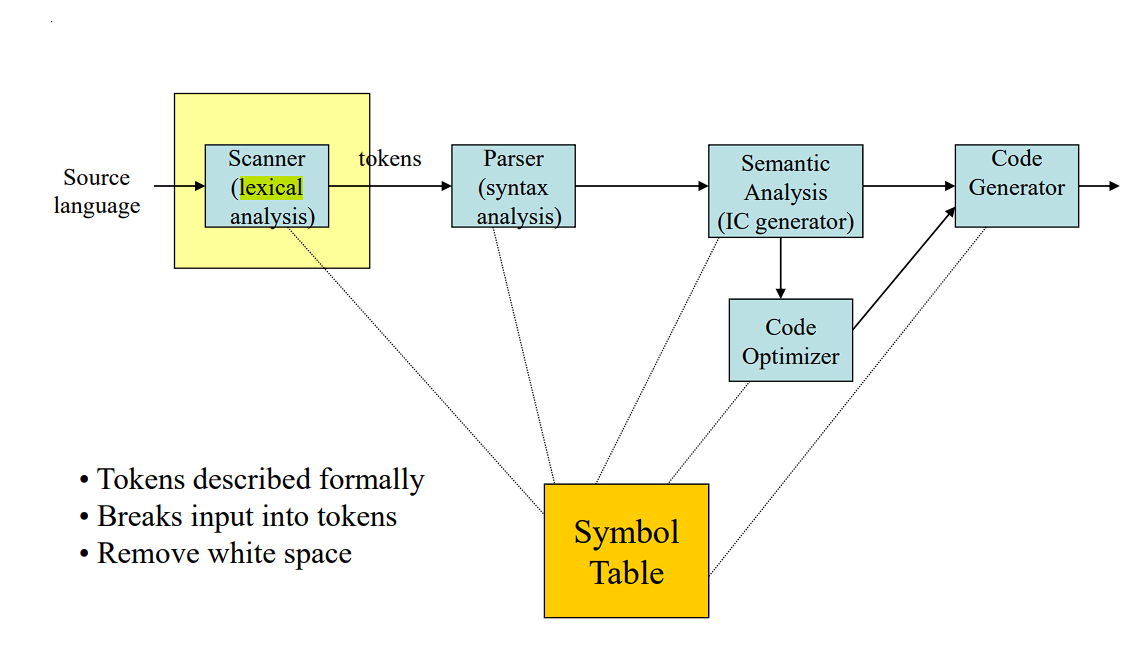 Source
language
Scanner
(lexical
analysis)
tokens
Parser
(syntax
analysis)
Semantic
Analysis
(IC generator)
Code
Generator
Code
Optimizer
• Tokens described formally
• Breaks input into tokens
• Remove white space
Symbol
Table